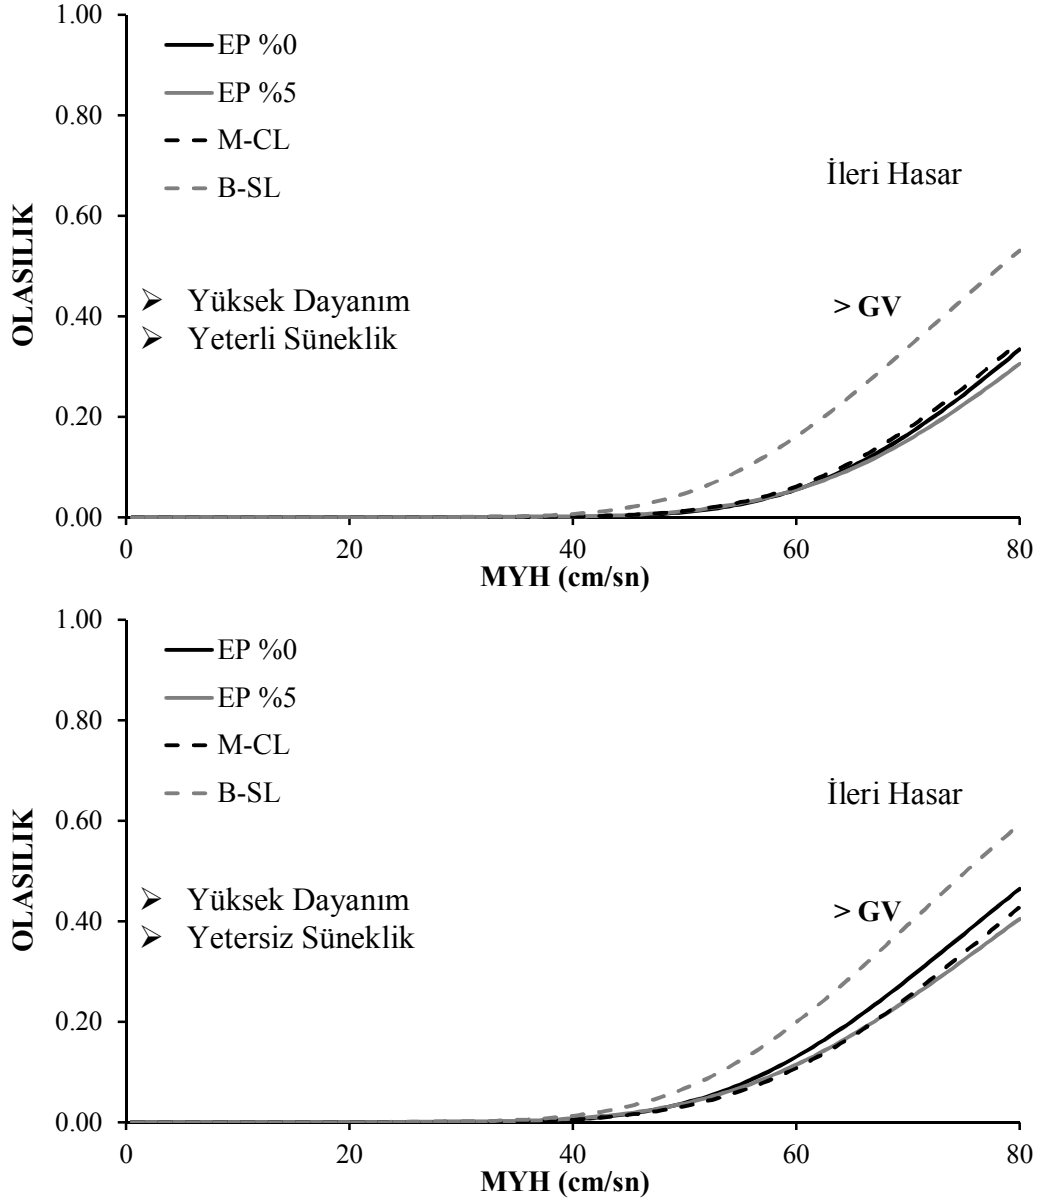 1.00
0.80
0.60
0.40
0.20
0.00
OLASILIK
EP %0
EP %5
M-CL
B-SL
İleri Hasar
➢ Yüksek Dayanım
➢ Yeterli Süneklik
> GV
0 20 40 60 80
MYH (cm/sn)
1.00
0.80
0.60
0.40
0.20
0.00
OLASILIK
EP %0
EP %5
M-CL
B-SL
İleri Hasar
➢ Yüksek Dayanım
➢ Yetersiz Süneklik
> GV
0 20 40 60 80
MYH (cm/sn)